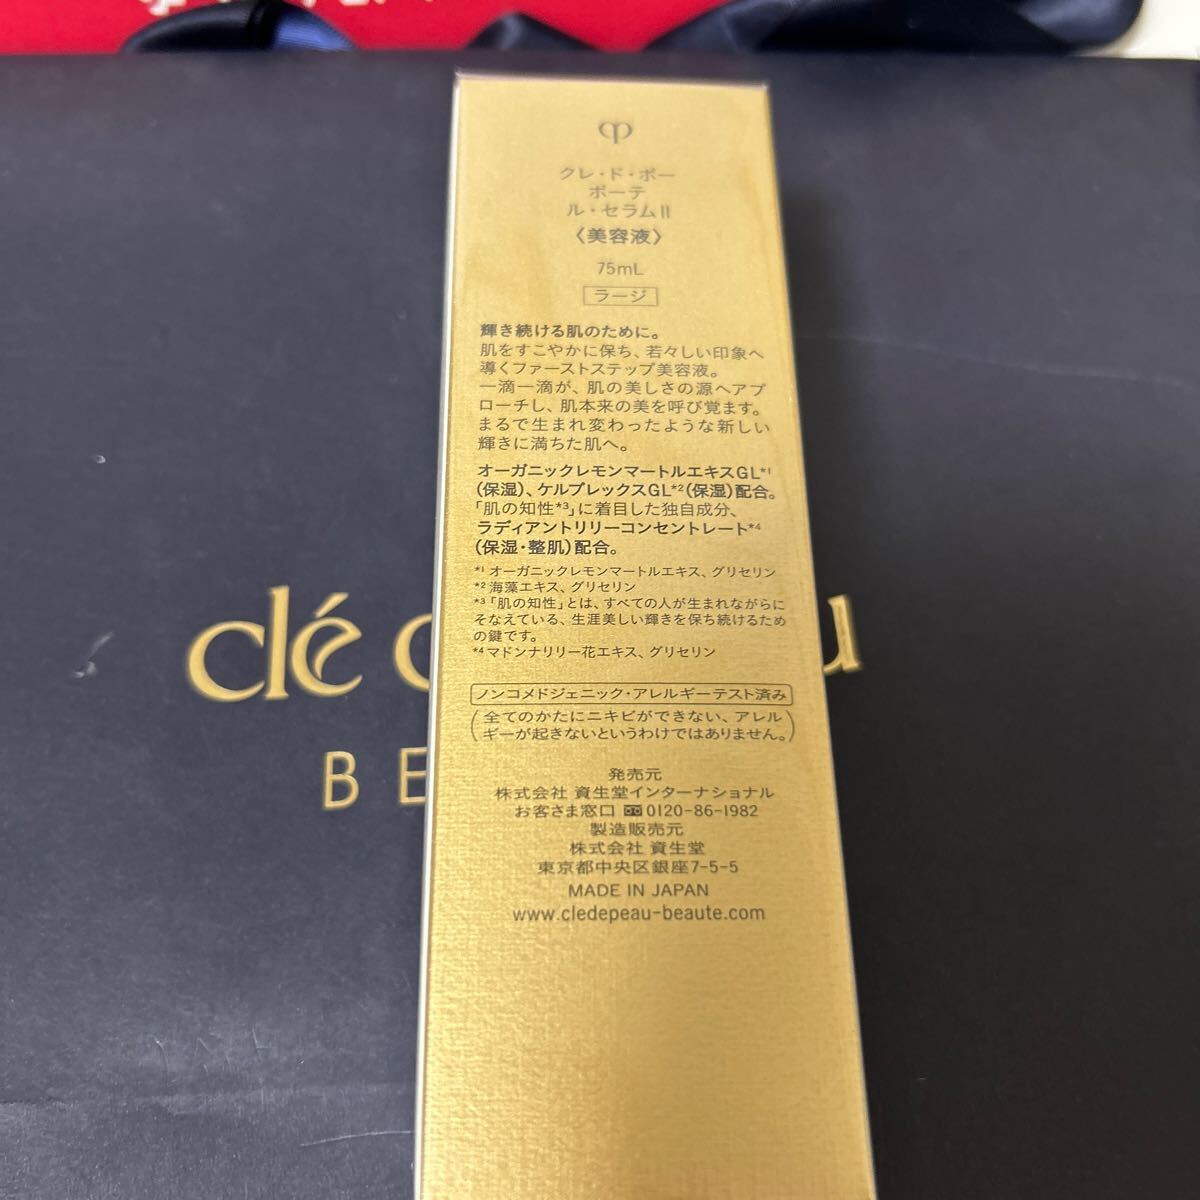 クレ・ド・ポー
ボーテ
ル・セラムII
〈美容液〉
75mL
ラージ
輝き続ける肌のために。
肌をすこやかに保ち、若々しい印象へ
導くファーストステップ美容液。
一滴一滴が、肌の美しさの源へアプ
ローチし、肌本来の美を呼び覚ます。
まるで生まれ変わったような新しい
輝きに満ちた肌へ。
オーガニックレモンマートルエキスGL*1
(保湿)、ケルブレックスGL*2(保湿)配合。
「肌の知性*3」に着目した独自成分、
ラディアントリリーコンセントレート*4
(保湿・整肌)配合。
*1 オーガニックレモンマートルエキス、グリセリン
*2 海藻エキス、グリセリン
*3「肌の知性」とは、すべての人が生まれながらに
そなえている、生涯美しい輝きを保ち続けるため
の鍵です。
*4 マドンナリリー花エキス、グリセリン
ノンコメドジェニック・アレルギーテスト済み
(全てのかたにニキビができない、アレル
ギーが起きないというわけではありません。)
発売元
株式会社 資生堂インターナショナル
お客さま窓口 0120-86-1982
製造販売元
株式会社 資生堂
東京都中央区銀座7-5-5
MADE IN JAPAN
www.cledepeau-beaute.com
clé d
u
BE